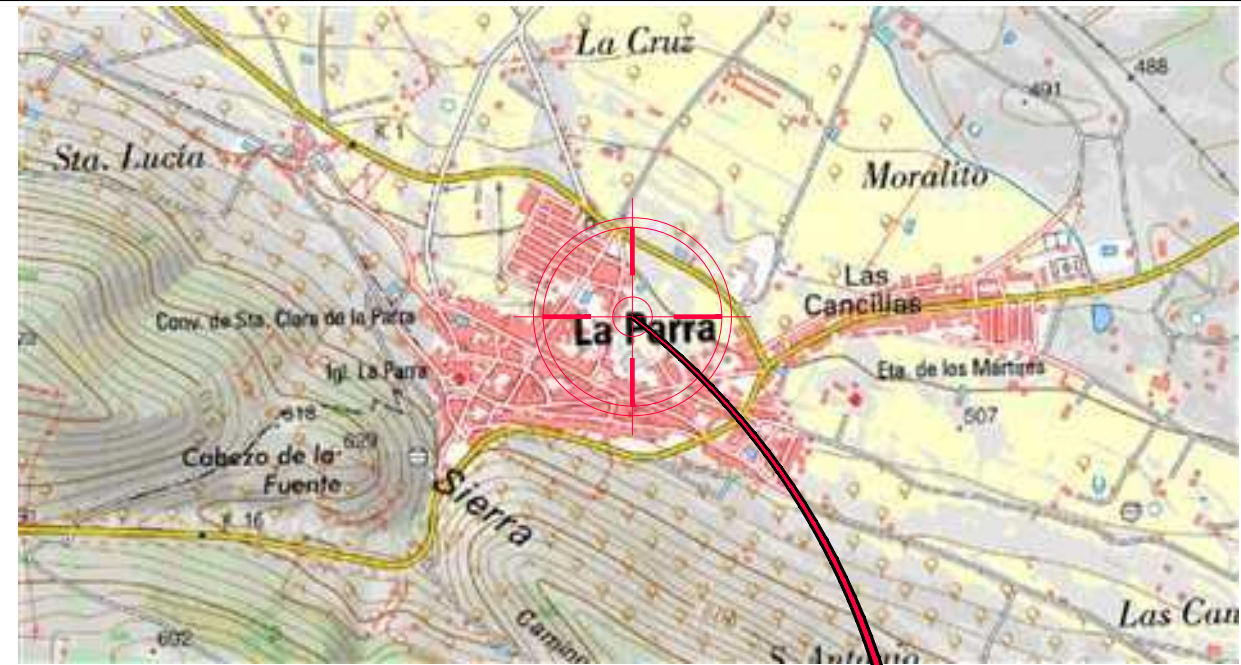 La Cruz
488
491
K 1
Sta. Lucía
Moralito
Las
Cancillas
Conv. de Sta. Clara de la Parra
La Parra
Igl. La Parra
Eta. de los Mártires
618
507
629
Cabezo de la
Fuente
Sierra
K 16
Las Can
Camino
602
S. Antonio